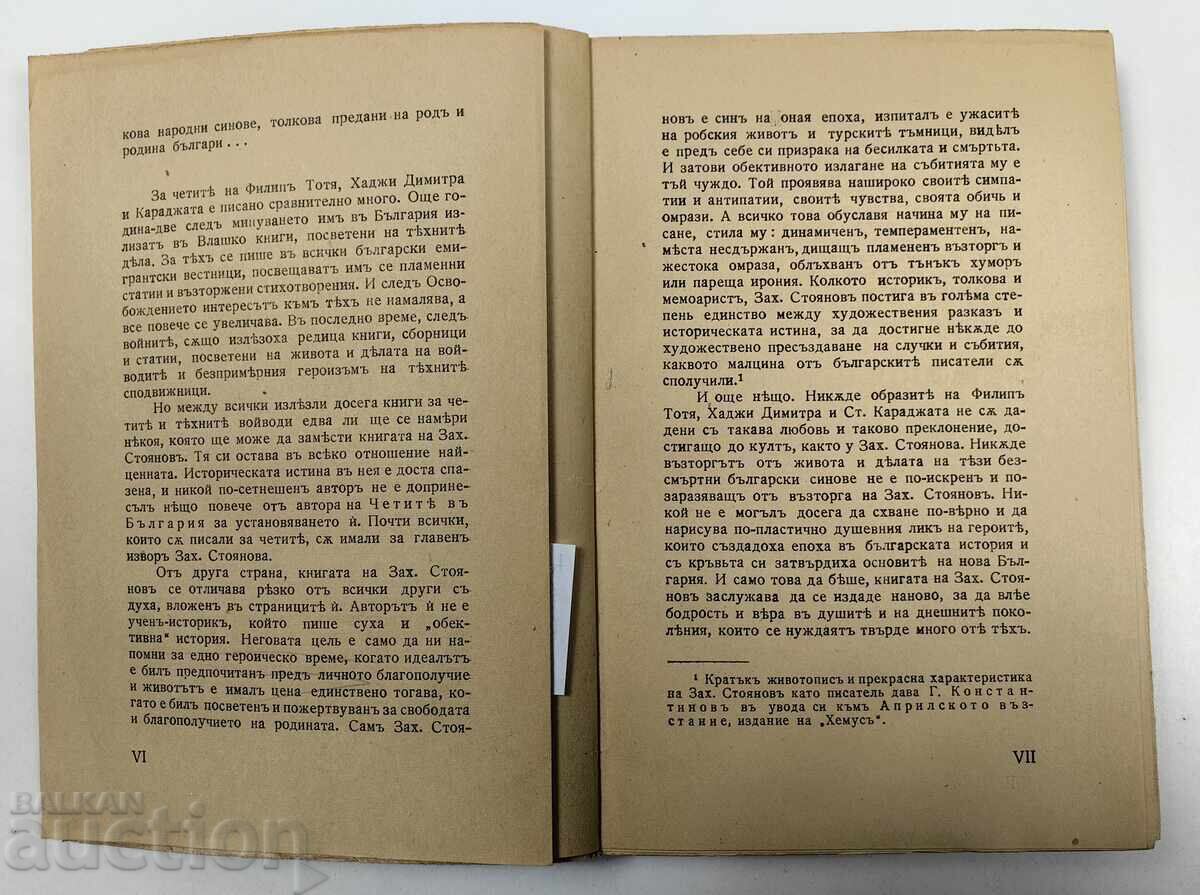 кова народни синове, толкова предани на родъ и
родина българи . . .
За четитѣ на Филипъ Тотя, Хаджи Димитра
и Караджата е писано сравнително много. Още го-
дина-две следъ минуването имъ въ България из-
лизатъ въ Влашко книги, посветени на тѣхнитѣ
дѣла. За тѣхъ се пише въ всички български еми-
грантски вестници, посвещаватъ имъ се пламенни
статии и възторжени стихотворения. И следъ Осво-
бождението интересътъ къмъ тѣхъ не намалява, а
все повече се увеличава. Въ последно време, следъ
войнитѣ, сѫщо излѣзоха редица книги, сборници
и статии, посветени на живота и дѣлата на вой-
водитѣ и безпримѣрния героизъмъ на тѣхнитѣ
сподвижници.
Но между всички излѣзли досега книги за че-
титѣ и тѣхнитѣ войводи едва ли ще се намѣри
нѣкоя, която ще може да замѣсти книгата на Зах.
Стояновъ. Тя си остава въ всѣко отношение най-
ценната. Историческата истина въ нея е доста спа-
зена, и никой по-сетнешенъ авторъ не е доприне-
сълъ нѣщо повече отъ автора на Четитѣ въ
България за установяването ѝ. Почти всички,
които сѫ писали за четитѣ, сѫ имали за главенъ
изворъ Зах. Стоянова.
Отъ друга страна, книгата на Зах. Стоя-
новъ се отличава рѣзко отъ всички други съ
духа, вложенъ въ страницитѣ ѝ. Авторътъ ѝ не е
ученъ-историкъ, който пише суха и „обек-
тивна“ история. Неговата цель е само да ни на-
помни за едно героическо време, когато идеалътъ
е билъ предпочитанъ предъ личното благополучие
и животътъ е ималъ цена единствено тогава, ко-
гато е билъ посветенъ и пожертвуванъ за свободата
и благополучието на родината. Самъ Зах. Стоя-
VI
новъ е синъ на оная епоха, изпиталъ е ужаситѣ
на робския животъ и турскитѣ тъмници, видѣлъ
е предъ себе си призрака на бесилката и смъртьта.
И затови обективното излагане на събитията му е
тъй чуждо. Той проявява нашироко своитѣ симпа-
тии и антипатии, своитѣ чувства, своята обичь и
омрази. А всичко това обуславя начина му на пи-
сане, стила му: динамиченъ, темпераментенъ, на-
мѣста несдържанъ, дищащъ пламененъ възторгъ и
жестока омраза, облъхванъ отъ тънъкъ хуморъ
или пареща ирония. Колкото историкъ, толкова и
мемоаристъ, Зах. Стояновъ постига въ голѣма сте-
пень единство между художествения разказъ и
историческата истина, за да достигне нѣкѫде до
художествено пресъздаване на случки и събития,
каквото малцина отъ българскитѣ писатели сѫ
сполучили.¹
И още нѣщо. Никѫде образитѣ на Филипъ
Тотя, Хаджи Димитра и Ст. Караджата не сѫ да-
дени съ такава любовь и таково преклонение, до-
стигащо до култъ, както у Зах. Стоянова. Никѫде
възторгътъ отъ живота и дѣлата на тѣзи без-
смъртни български синове не е по-искренъ и по-
заразяващъ отъ възторга на Зах. Стояновъ. Ни-
кой не е могълъ досега да схване по-вѣрно и да
нарисува по-пластично душевния ликъ на героитѣ,
които създадоха епоха въ българската история и
съ кръвьта си затвърдиха основитѣ на нова Бъл-
гария. И само това да бѣше, книгата на Зах. Стоя-
новъ заслужава да се издаде наново, за да влѣе
бодрость и вѣра въ душитѣ и на днешнитѣ поко-
лѣния, които се нуждаятъ твърде много отѣ тѣхъ.
¹ Кратъкъ животописъ и прекрасна характеристика
на Зах. Стояновъ като писатель дава Г. Констан-
тиновъ въ увода си къмъ Априлското въз-
стание, издание на „Хемусъ“.
VII
BALKAN
auction